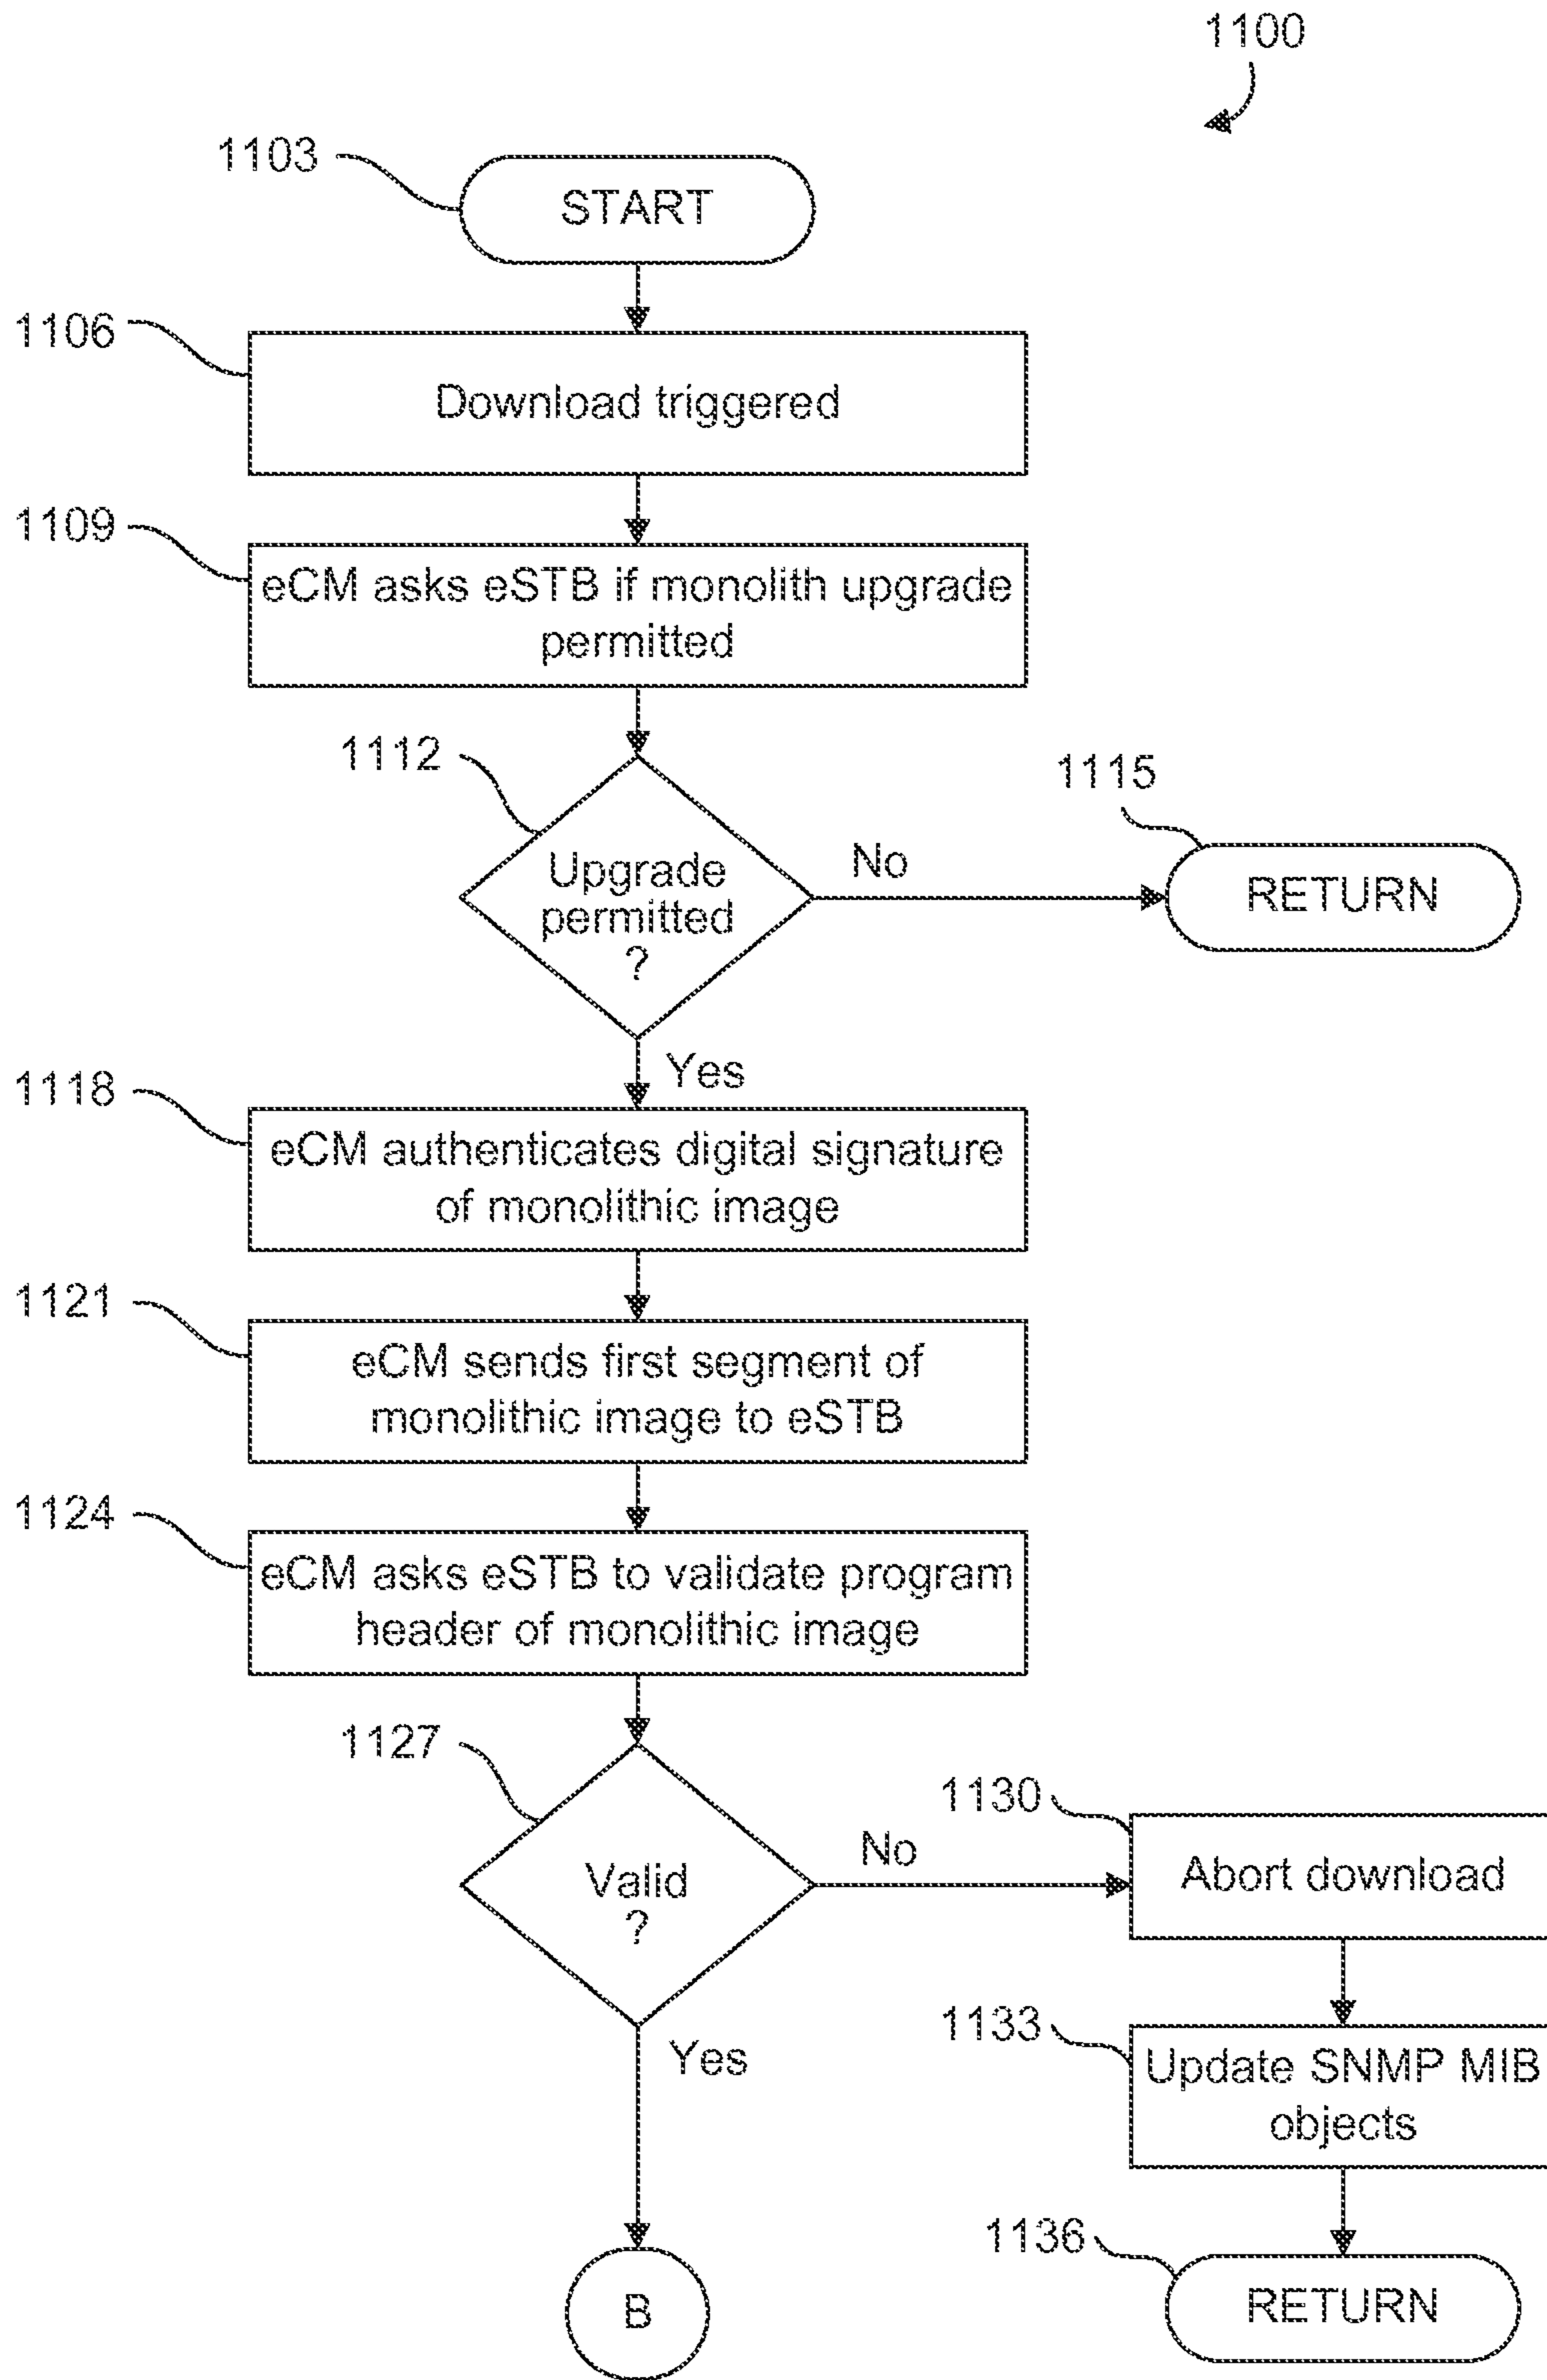 1100
1103
START
1106
Download triggered
1109
eCM asks eSTB if monolith upgrade
permitted
1112
Upgrade
permitted
?
No
1115
RETURN
Yes
1118
eCM authenticates digital signature
of monolithic image
1121
eCM sends first segment of
monolithic image to eSTB
1124
eCM asks eSTB to validate program
header of monolithic image
1127
Valid
?
No
1130
Abort download
Yes
1133
Update SNMP MIB
objects
1136
RETURN
B